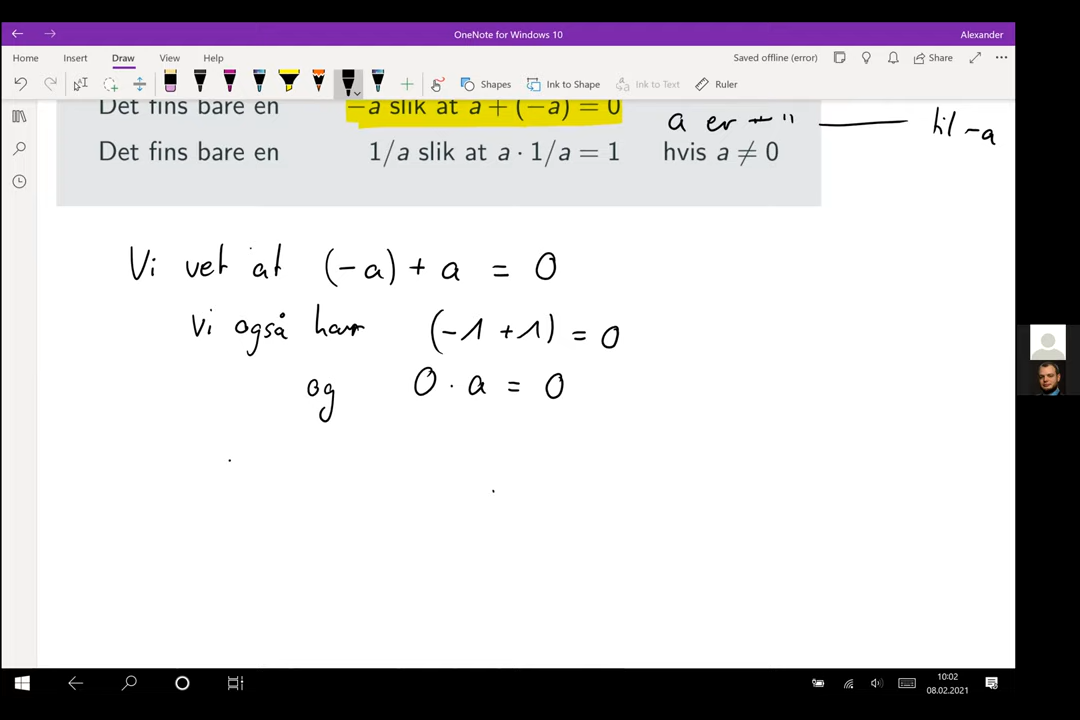 OneNote for Windows 10
Alexander
Home Insert Draw View Help
Saved offline (error) Share
Shapes Ink to Shape Ink to Text Ruler
Det fins bare en −a slik at a + (−a) = 0
a er "
til -a
Det fins bare en 1/a slik at a · 1/a = 1 hvis a ≠ 0
Vi vet at (-a) + a = 0
Vi også har (-1 + 1) = 0
og 0 · a = 0
10:02
08.02.2021